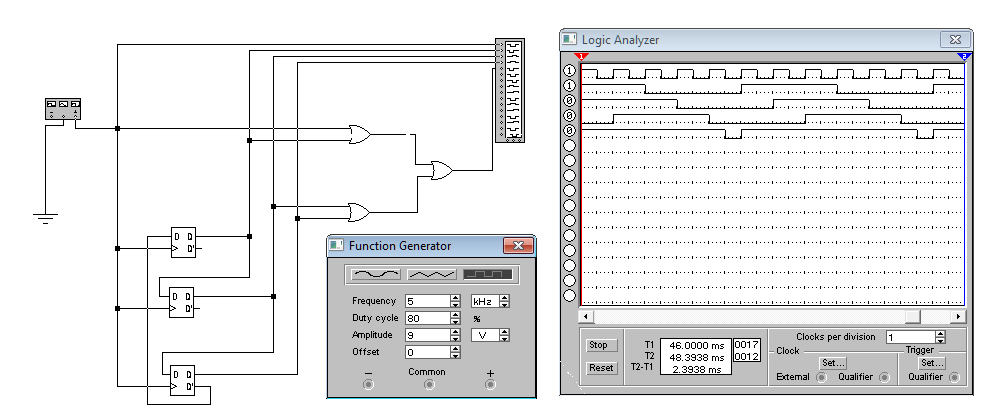 Logic Analyzer
1
2
1
1
0
0
0
D Q
Q'
D Q
Q'
D Q
Q'
Function Generator
Frequency 5 kHz
Duty cycle 80 %
Amplitude 9 V
Offset 0
− Common +
Clocks per division 1
Stop
Reset
T1 46.0000 ms 0017
T2 48.3938 ms 0012
T2-T1 2.3938 ms
Clock
Set...
External Qualifier
Trigger
Set...
Qualifier